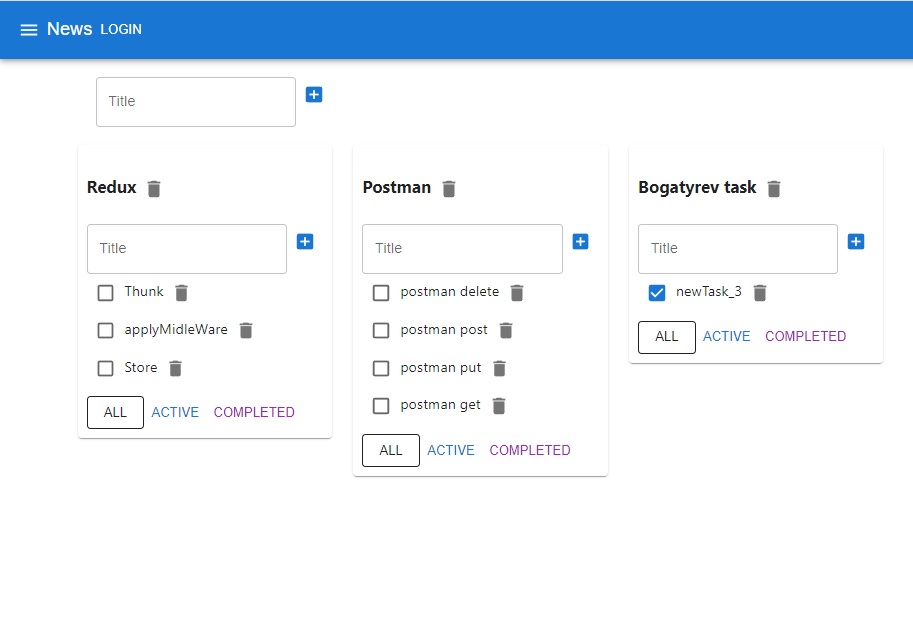 News LOGIN
Title
Redux
Title
Thunk
applyMidleWare
Store
ALL ACTIVE COMPLETED
Postman
Title
postman delete
postman post
postman put
postman get
ALL ACTIVE COMPLETED
Bogatyrev task
Title
newTask_3
ALL ACTIVE COMPLETED